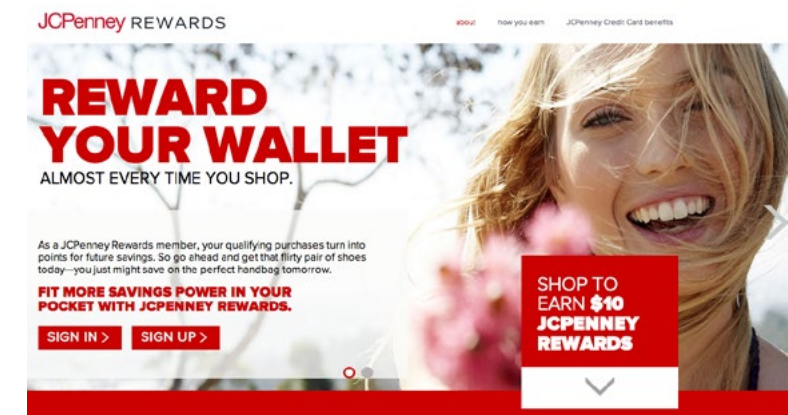 JCPenney REWARDS
about how you earn JCPenney Credit Card benefits
REWARD
YOUR WALLET
ALMOST EVERY TIME YOU SHOP.
As a JCPenney Rewards member, your qualifying purchases turn into
points for future savings. So go ahead and get that flirty pair of shoes
today—you just might save on the perfect handbag tomorrow.
FIT MORE SAVINGS POWER IN YOUR
POCKET WITH JCPENNEY REWARDS.
SIGN IN > SIGN UP >
SHOP TO
EARN $10
JCPENNEY
REWARDS